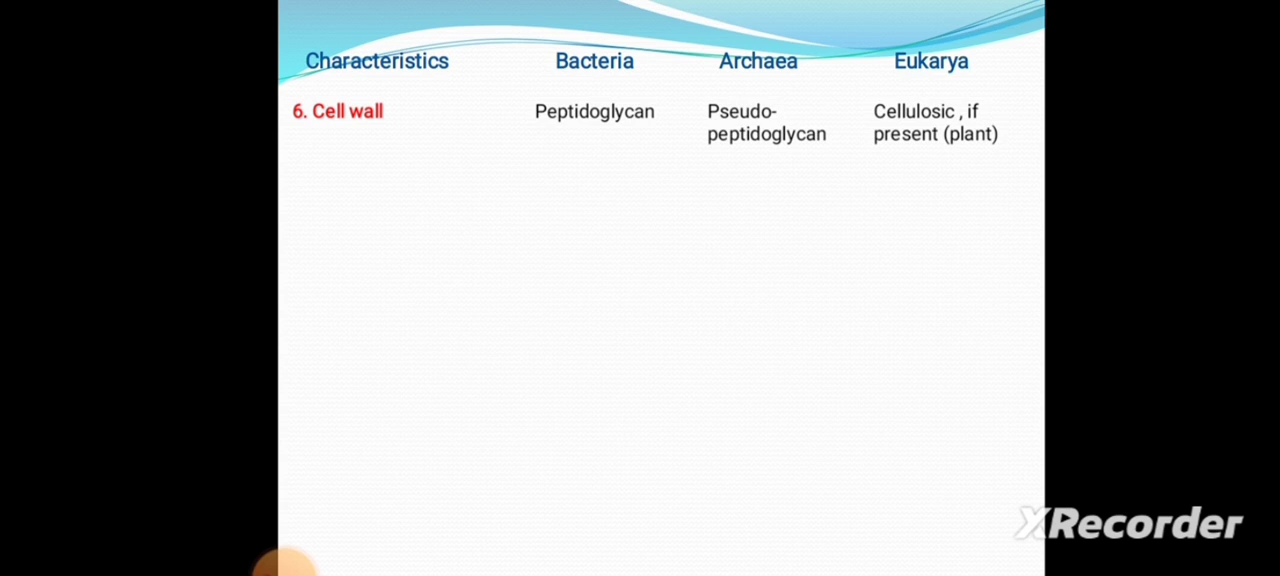 Characteristics Bacteria Archaea Eukarya
6. Cell wall Peptidoglycan Pseudo- Cellulosic , if
peptidoglycan present (plant)
XRecorder